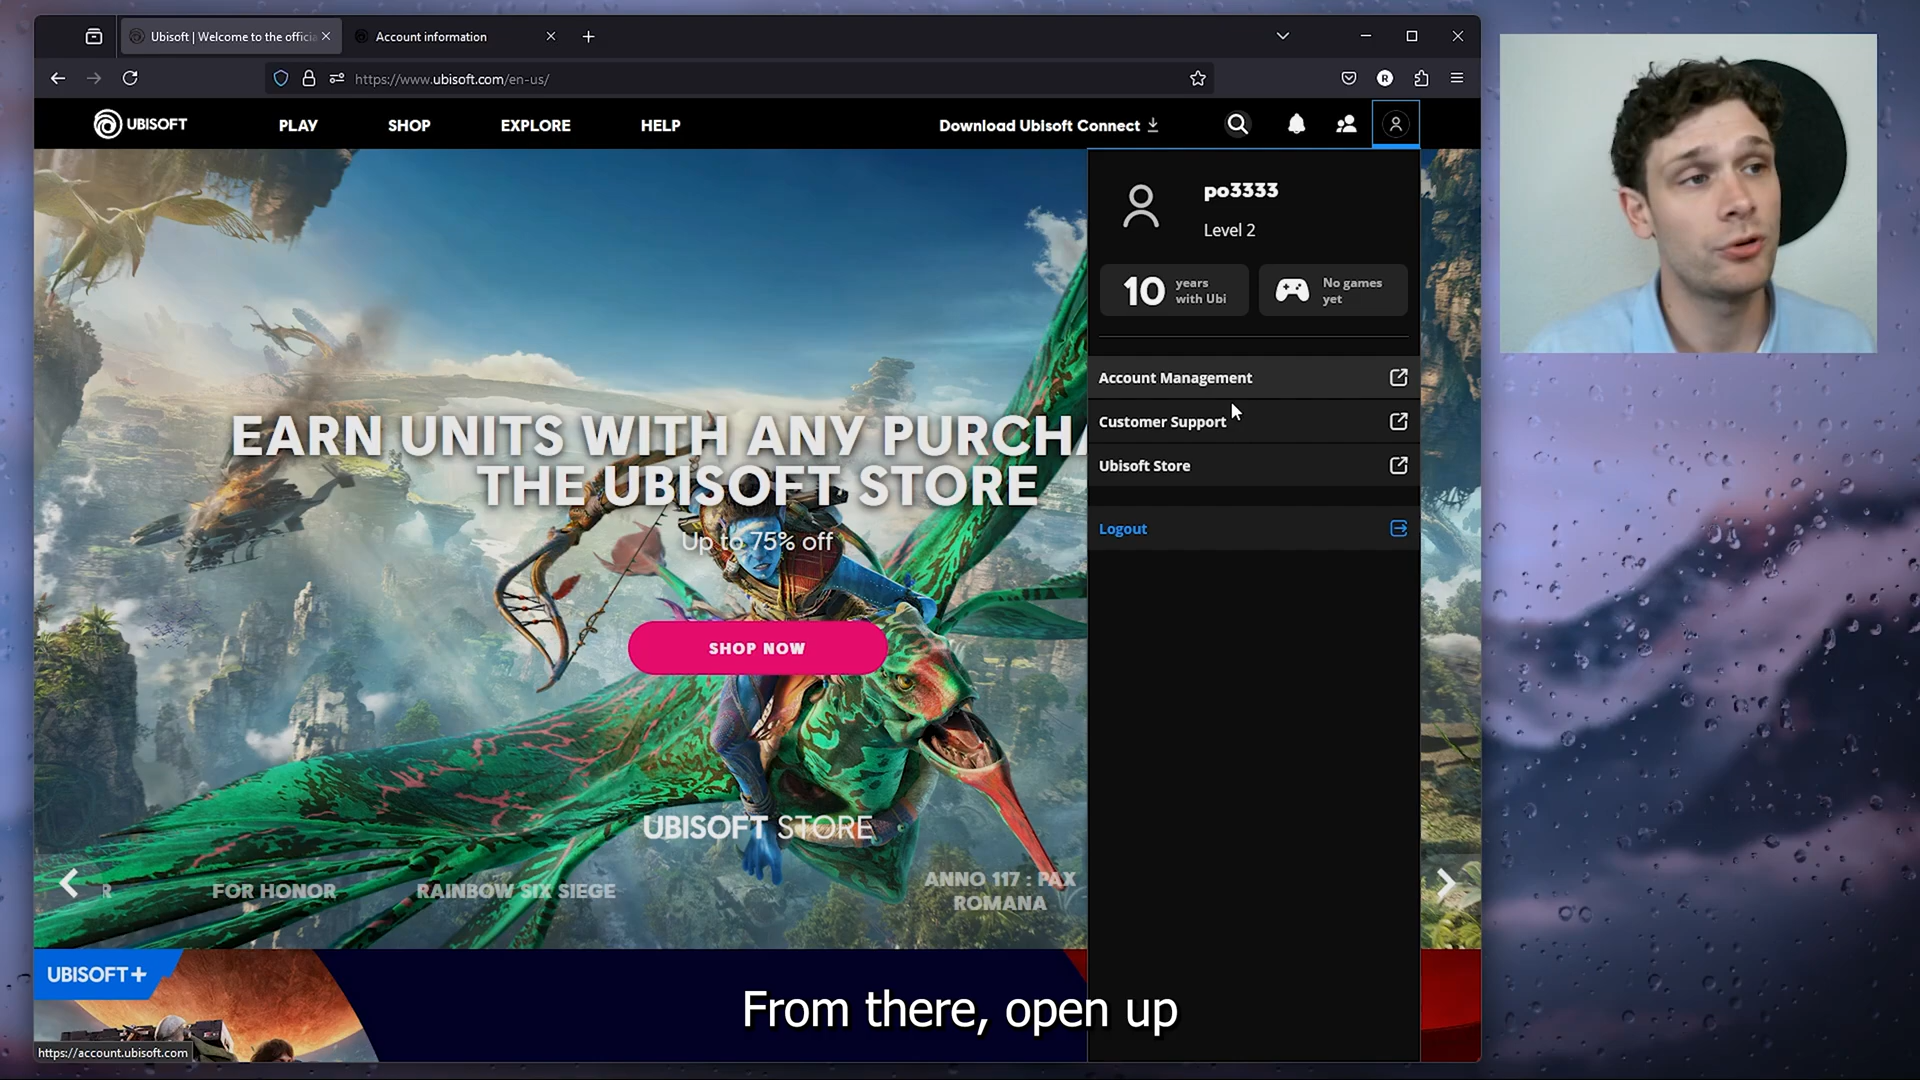 Ubisoft | Welcome to the officia
Account information
https://www.ubisoft.com/en-us/
R
UBISOFT
PLAY
SHOP
EXPLORE
HELP
Download Ubisoft Connect
po3333
Level 2
10 years with Ubi
No games yet
Account Management
Customer Support
Ubisoft Store
Logout
EARN UNITS WITH ANY PURCHA
THE UBISOFT STORE
Up to 75% off
SHOP NOW
UBISOFT STORE
R
FOR HONOR
RAINBOW SIX SIEGE
ANNO 117 : PAX
ROMANA
UBISOFT+
From there, open up
https://account.ubisoft.com